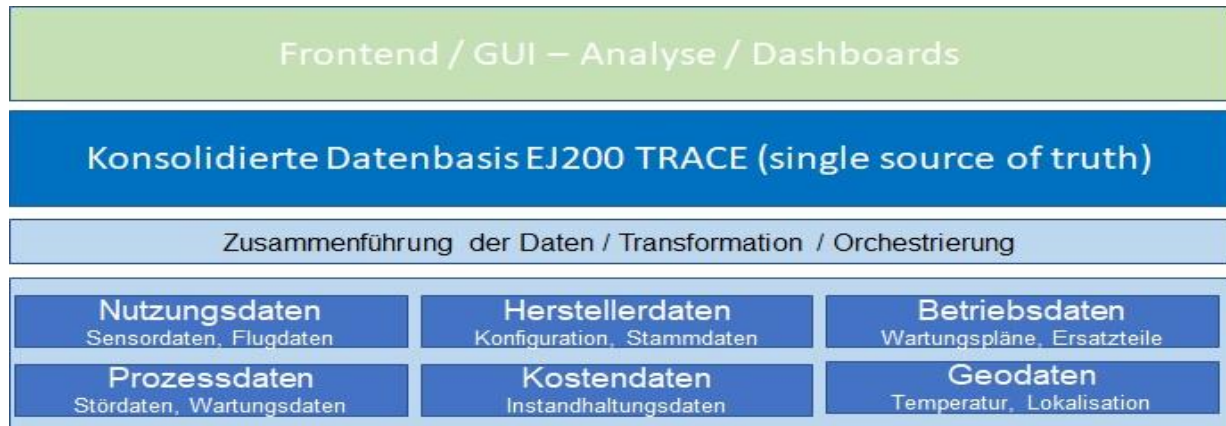 Frontend / GUI – Analyse / Dashboards
Konsolidierte Datenbasis EJ200 TRACE (single source of truth)
Zusammenführung der Daten / Transformation / Orchestrierung
Nutzungsdaten
Sensordaten, Flugdaten
Herstellerdaten
Konfiguration, Stammdaten
Betriebsdaten
Wartungspläne, Ersatzteile
Prozessdaten
Stördaten, Wartungsdaten
Kostendaten
Instandhaltungsdaten
Geodaten
Temperatur, Lokalisation